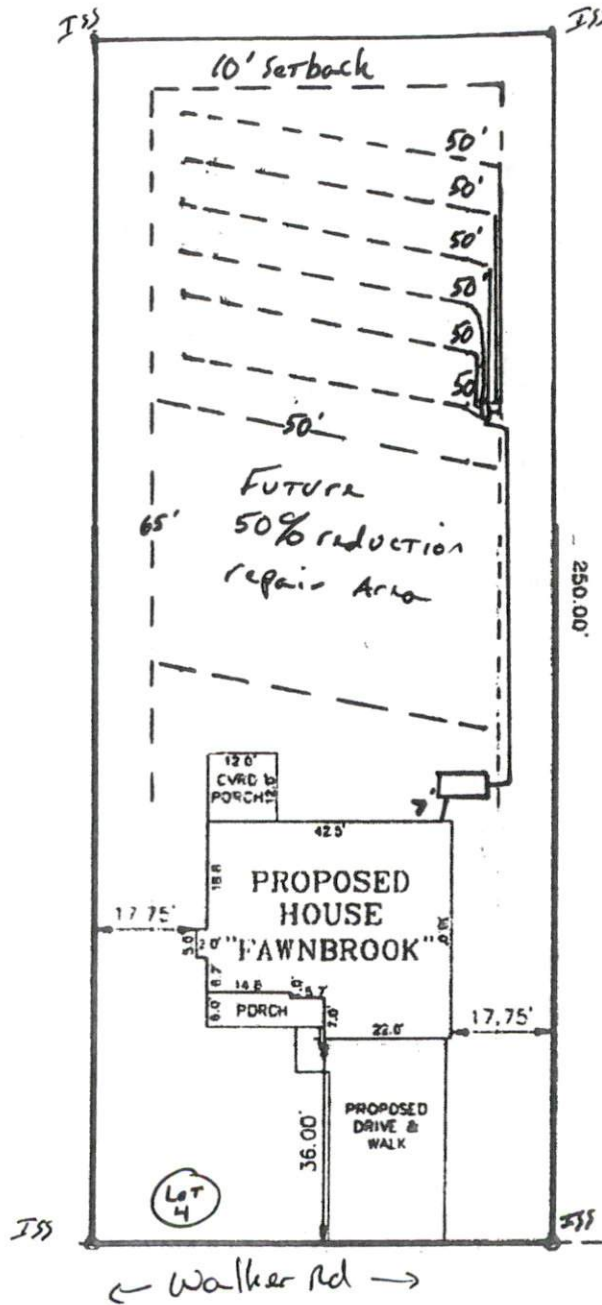 ISS
ISS
10' Setback
50'
50'
50'
50'
50
50
50'
Future
65'
50% reduction
repair Area
250.00'
12.0'
CVRD
PORCH
12.0'
7'
42.5'
18.8
PROPOSED
HOUSE
"FAWNBROOK"
17.75'
5.0'
2.0'
8.7'
14.8
6.0'
PORCH
7.0'
22.0'
17.75'
36.00'
PROPOSED
DRIVE &
WALK
Lot
4
ISS
ISS
← Walker Rd →